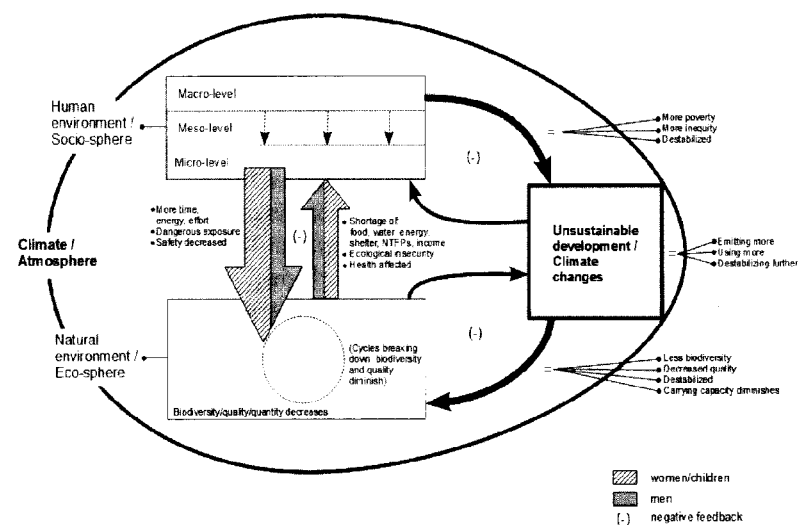 Macro-level
Human
environment /
Socio-sphere
Meso-level
Micro-level
(-)
=
More poverty
More inequity
Destabilized
More time,
energy, effort
Dangerous exposure
Safety decreased
(-)
Shortage of
food, water energy,
shelter, NTFPs, income
Ecological insecurity
Health affected
Climate /
Atmosphere
Unsustainable
development /
Climate
changes
=
Emitting more
Using more
Destabilizing further
Natural
environment /
Eco-sphere
(Cycles breaking
down biodiversity
and quality
diminish)
(-)
=
Less biodiversity
Decreased quality
Destabilized
Carrying capacity diminishes
Biodiversity/quality/quantity decreases
women/children
men
(-) negative feedback